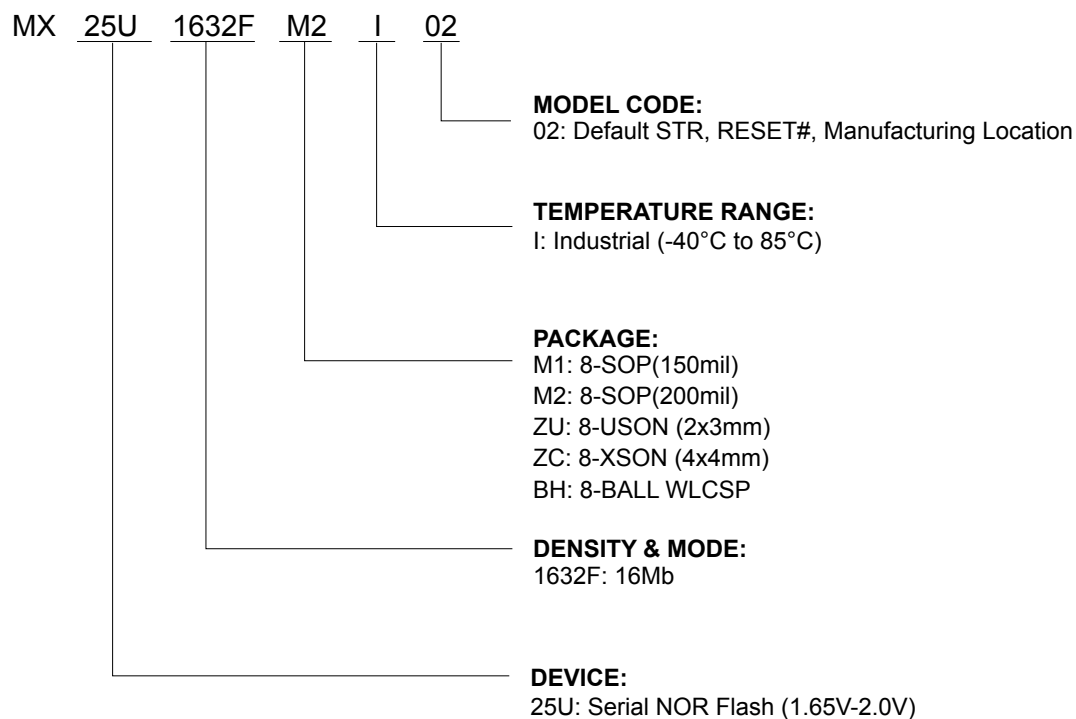 MX 25U 1632F M2 I 02
MODEL CODE:
02: Default STR, RESET#, Manufacturing Location
TEMPERATURE RANGE:
I: Industrial (-40°C to 85°C)
PACKAGE:
M1: 8-SOP(150mil)
M2: 8-SOP(200mil)
ZU: 8-USON (2x3mm)
ZC: 8-XSON (4x4mm)
BH: 8-BALL WLCSP
DENSITY & MODE:
1632F: 16Mb
DEVICE:
25U: Serial NOR Flash (1.65V-2.0V)